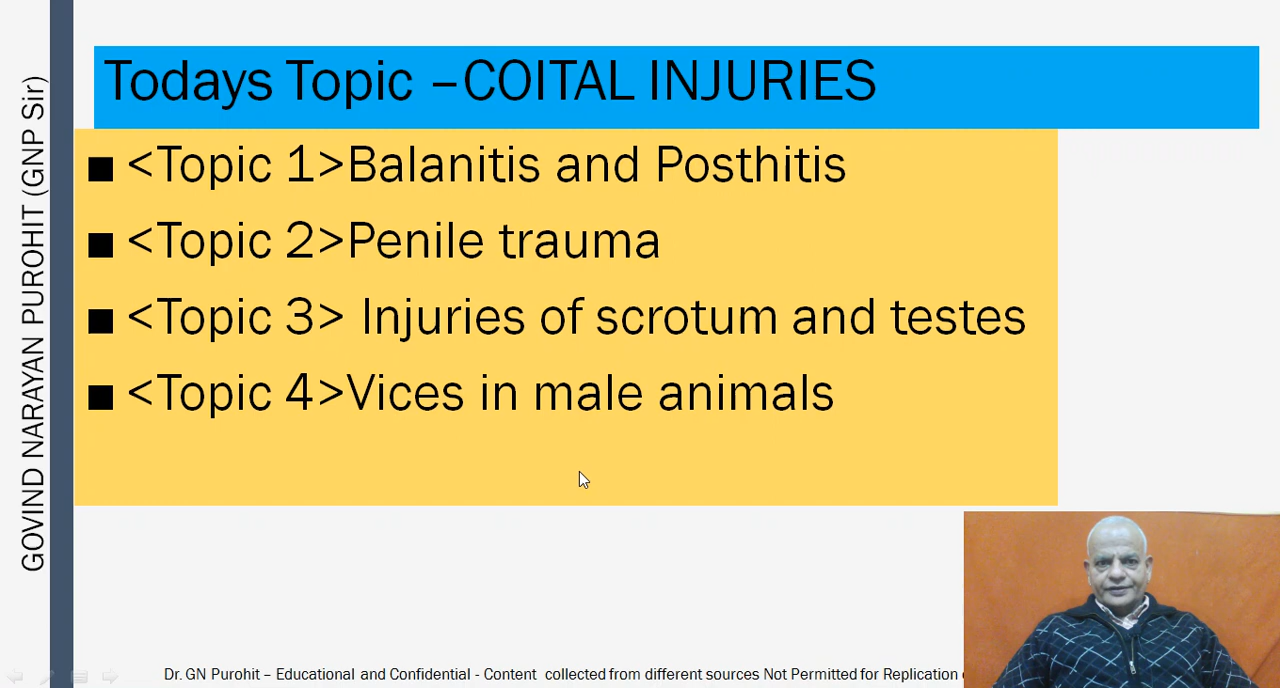 Todays Topic –COITAL INJURIES
■ <Topic 1>Balanitis and Posthitis
■ <Topic 2>Penile trauma
■ <Topic 3> Injuries of scrotum and testes
■ <Topic 4>Vices in male animals
GOVIND NARAYAN PUROHIT (GNP Sir)
Dr. GN Purohit – Educational and Confidential - Content collected from different sources Not Permitted for Replication